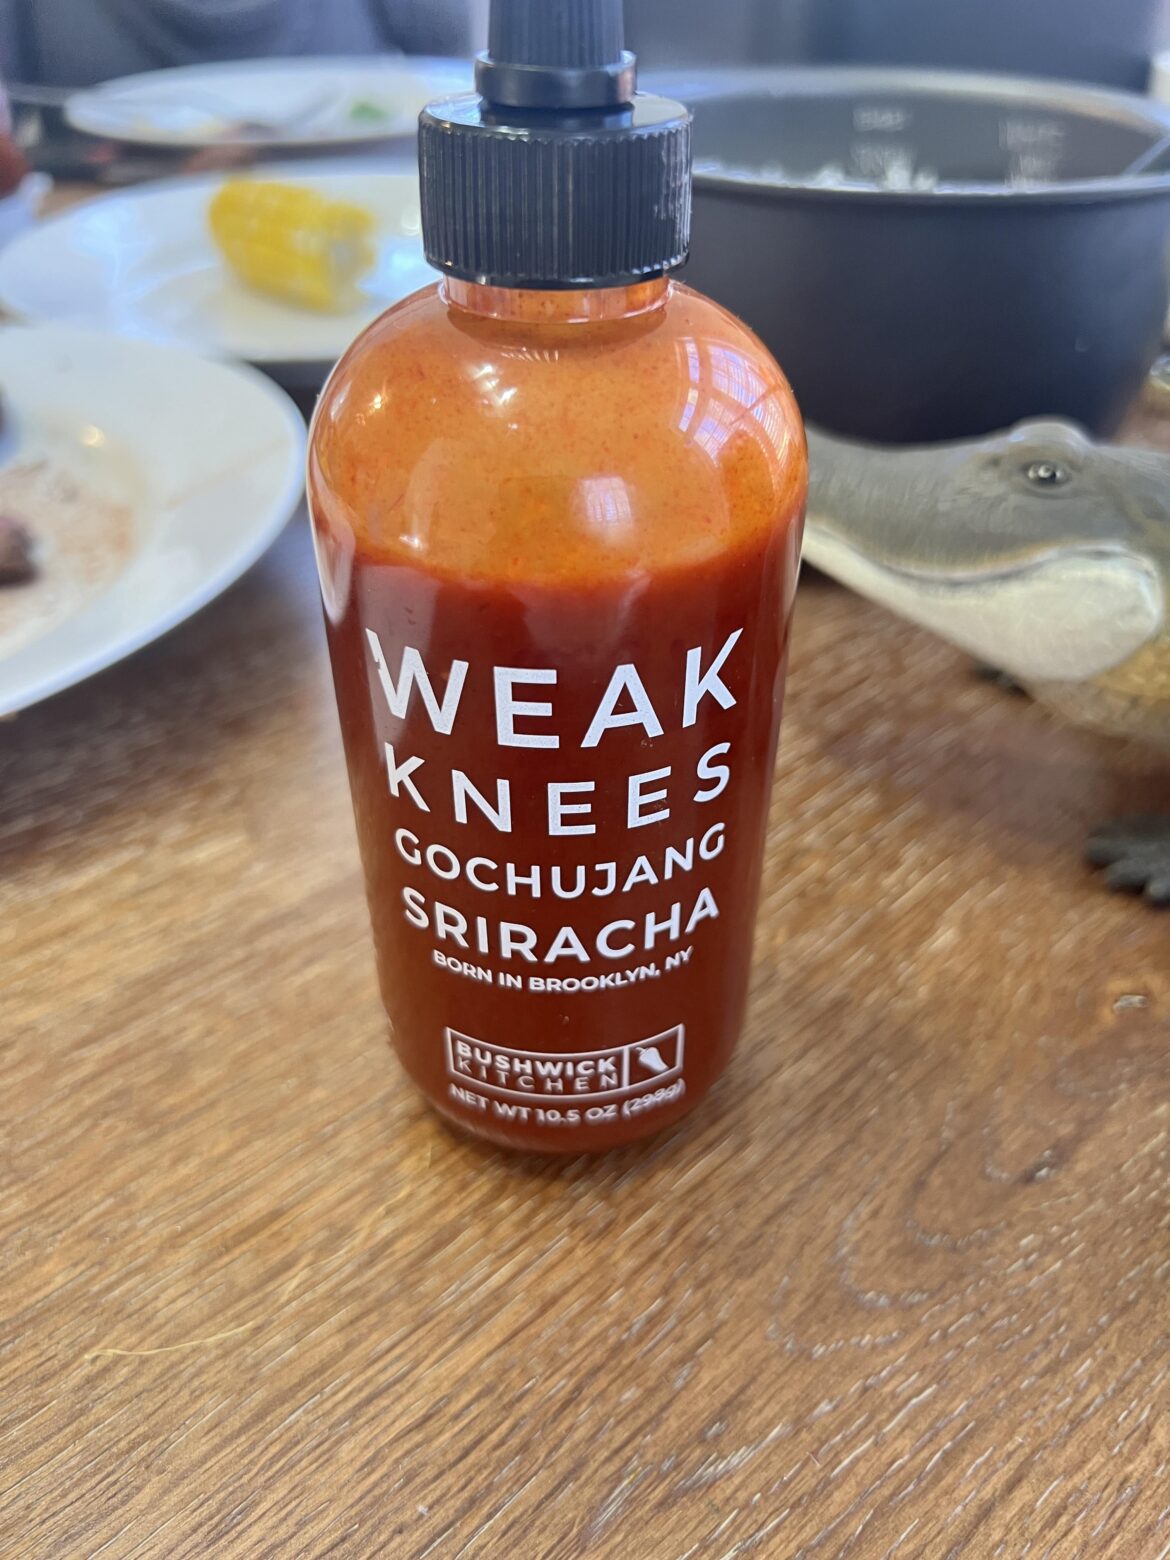 WEAK
KNEES
GOCHUJANG
SRIRACHA
BORN IN BROOKLYN, NY
BUSHWICK
KITCHEN
NET WT 10.5 OZ (298g)